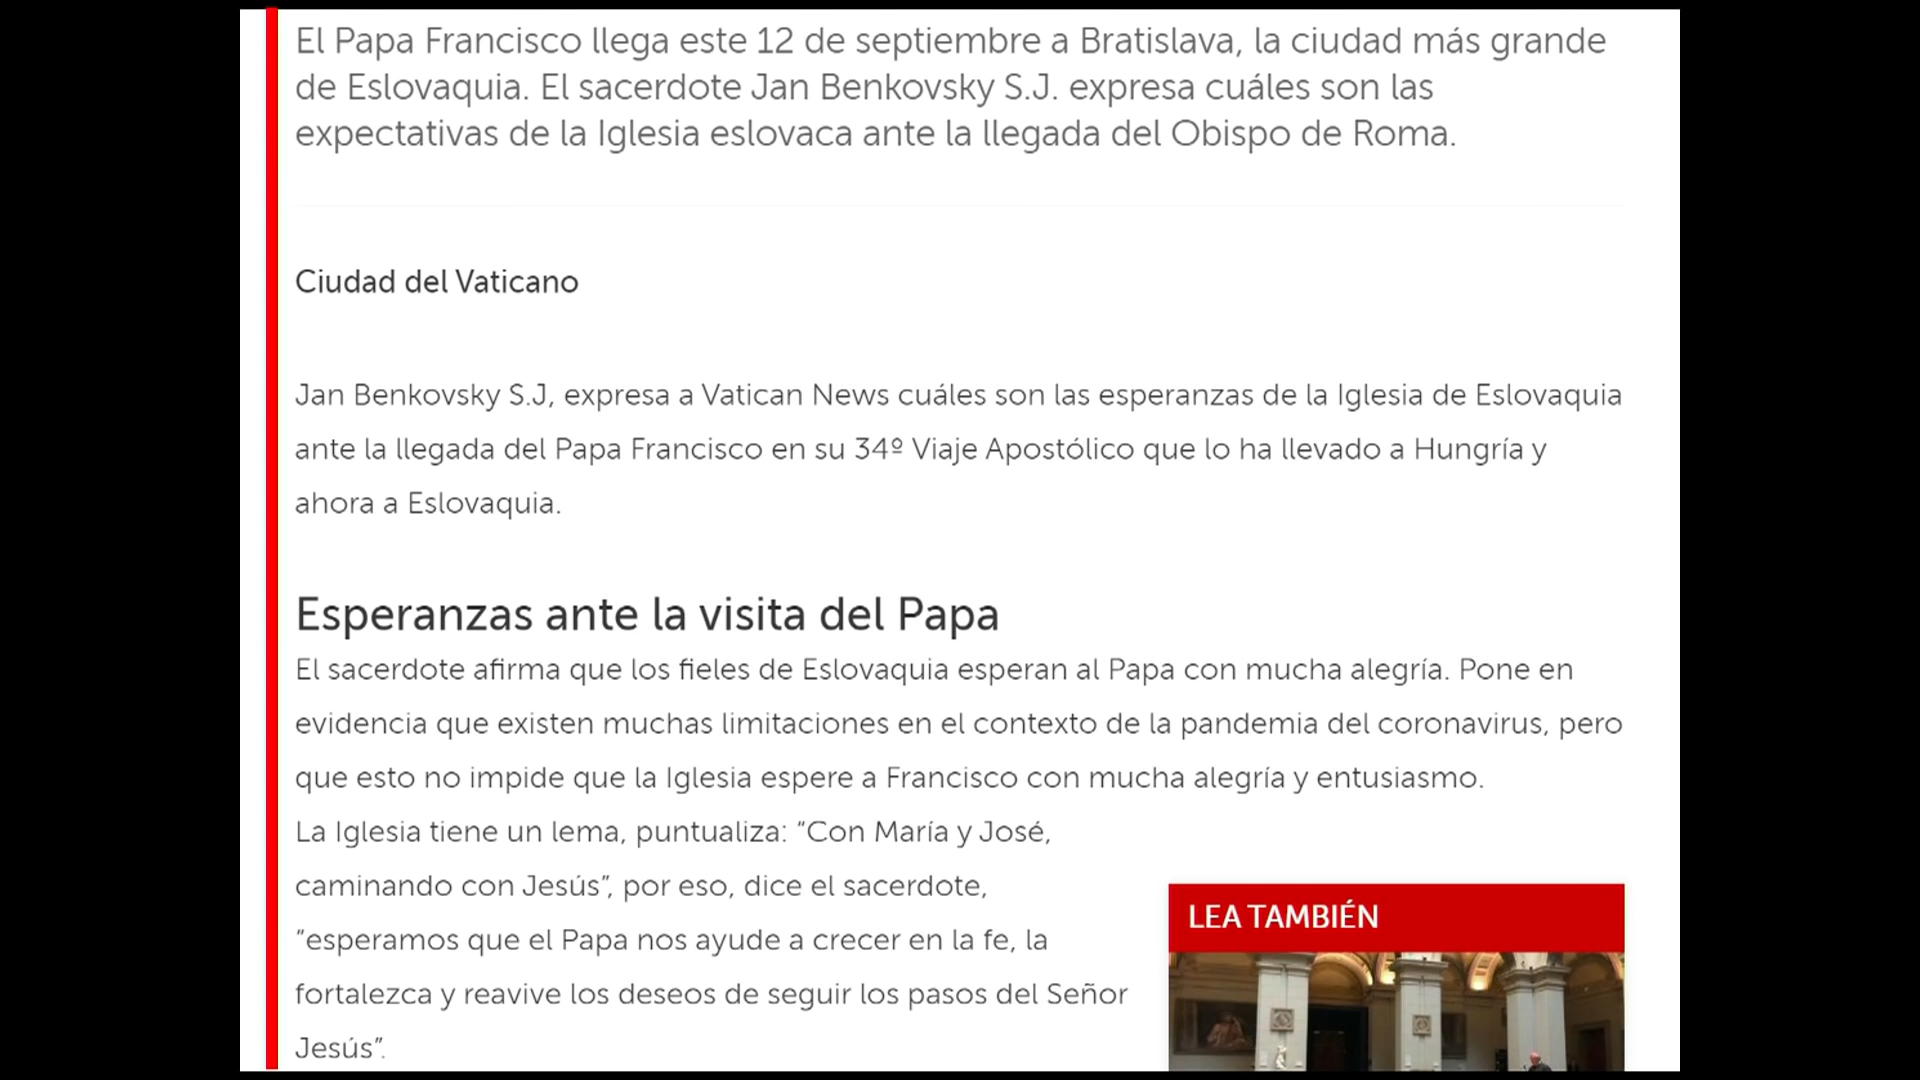 El Papa Francisco llega este 12 de septiembre a Bratislava, la ciudad más grande
de Eslovaquia. El sacerdote Jan Benkovsky S.J. expresa cuáles son las
expectativas de la Iglesia eslovaca ante la llegada del Obispo de Roma.
Ciudad del Vaticano
Jan Benkovsky S.J, expresa a Vatican News cuáles son las esperanzas de la Iglesia de Eslovaquia
ante la llegada del Papa Francisco en su 34º Viaje Apostólico que lo ha llevado a Hungría y
ahora a Eslovaquia.
Esperanzas ante la visita del Papa
El sacerdote afirma que los fieles de Eslovaquia esperan al Papa con mucha alegría. Pone en
evidencia que existen muchas limitaciones en el contexto de la pandemia del coronavirus, pero
que esto no impide que la Iglesia espere a Francisco con mucha alegría y entusiasmo.
La Iglesia tiene un lema, puntualiza: “Con María y José,
caminando con Jesús”, por eso, dice el sacerdote,
“esperamos que el Papa nos ayude a crecer en la fe, la
fortalezca y reavive los deseos de seguir los pasos del Señor
Jesús”.
LEA TAMBIÉN